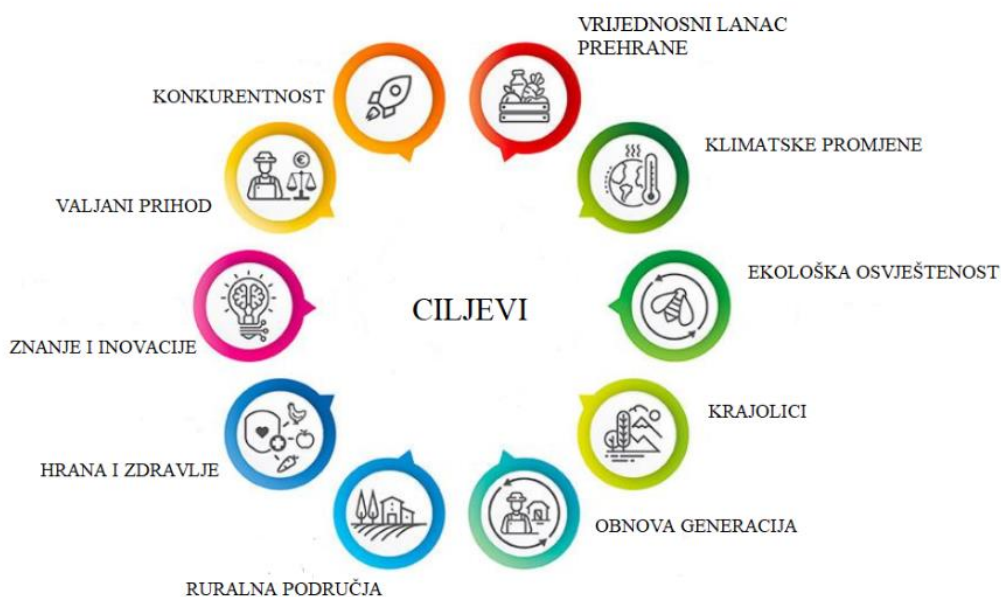 VRIJEDNOSNI LANAC
PREHRANE
KONKURENTNOST
KLIMATSKE PROMJENE
VALJANI PRIHOD
EKOLOŠKA OSVJEŠTENOST
CILJEVI
ZNANJE I INOVACIJE
KRAJOLICI
HRANA I ZDRAVLJE
OBNOVA GENERACIJA
RURALNA PODRUČJA